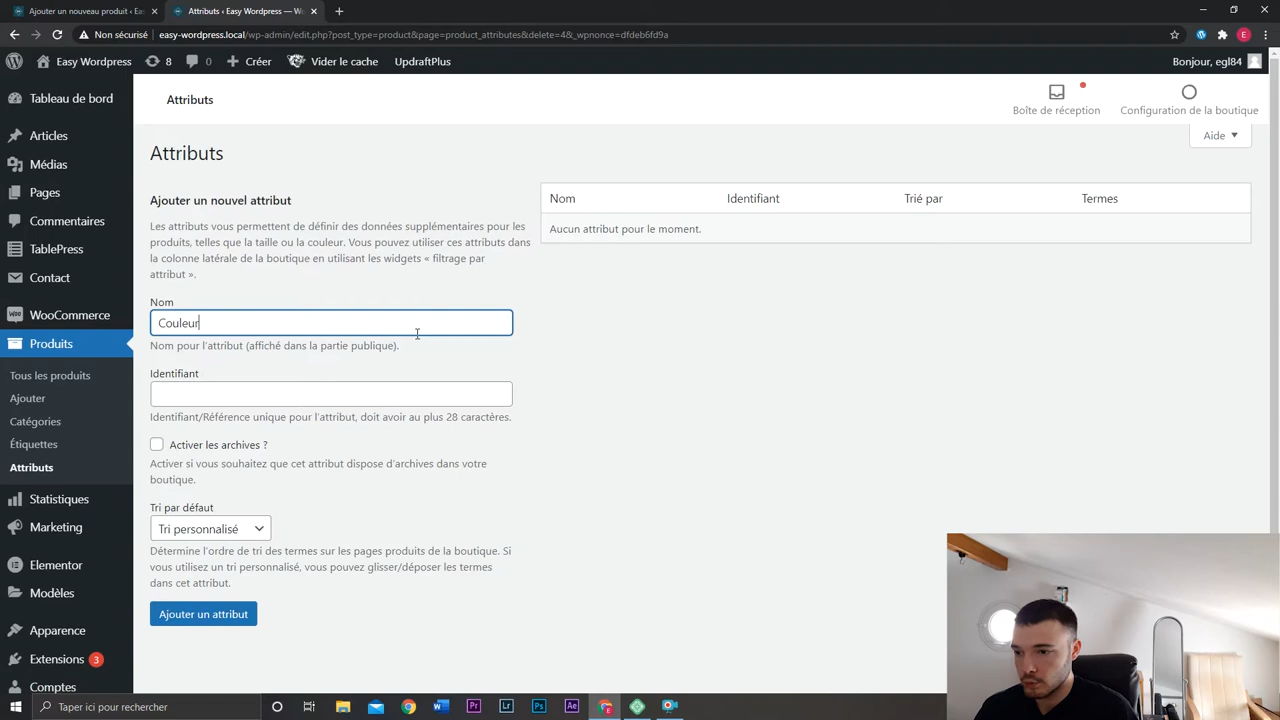 Ajouter un nouveau produit ‹ Eas
Attributs ‹ Easy Wordpress — Wo
Non sécurisé
easy-wordpress.local/wp-admin/edit.php?post_type=product&page=product_attributes&delete=4&_wpnonce=dfdeb6fd9a
E
Easy Wordpress
8
0
Créer
Vider le cache
UpdraftPlus
Bonjour, egl84
Tableau de bord
Articles
Médias
Pages
Commentaires
TablePress
Contact
WooCommerce
Produits
Tous les produits
Ajouter
Catégories
Étiquettes
Attributs
Statistiques
Marketing
Elementor
Modèles
Apparence
Extensions 3
Comptes
Attributs
Boîte de réception
Configuration de la boutique
Aide
Attributs
Ajouter un nouvel attribut
Les attributs vous permettent de définir des données supplémentaires pour les
produits, telles que la taille ou la couleur. Vous pouvez utiliser ces attributs dans
la colonne latérale de la boutique en utilisant les widgets « filtrage par
attribut ».
Nom
Couleur
Nom pour l'attribut (affiché dans la partie publique).
Identifiant
Identifiant/Référence unique pour l'attribut, doit avoir au plus 28 caractères.
Activer les archives ?
Activer si vous souhaitez que cet attribut dispose d'archives dans votre
boutique.
Tri par défaut
Tri personnalisé
Détermine l'ordre de tri des termes sur les pages produits de la boutique. Si
vous utilisez un tri personnalisé, vous pouvez glisser/déposer les termes
dans cet attribut.
Ajouter un attribut
Nom Identifiant Trié par Termes
Aucun attribut pour le moment.
Taper ici pour rechercher
Pr
Lr
Ps
Ae